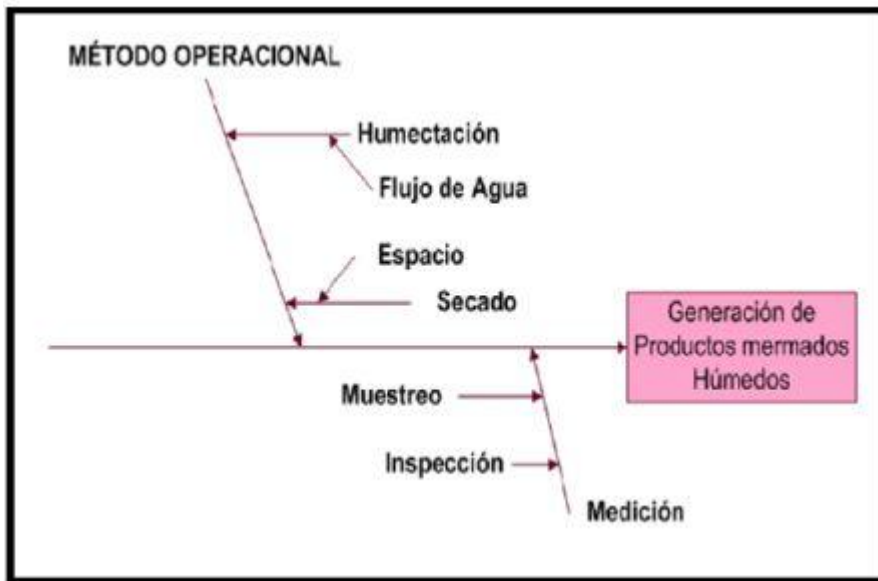 MÉTODO OPERACIONAL
Humectación
Flujo de Agua
Espacio
Secado
Generación de
Productos mermados
Húmedos
Muestreo
Inspección
Medición